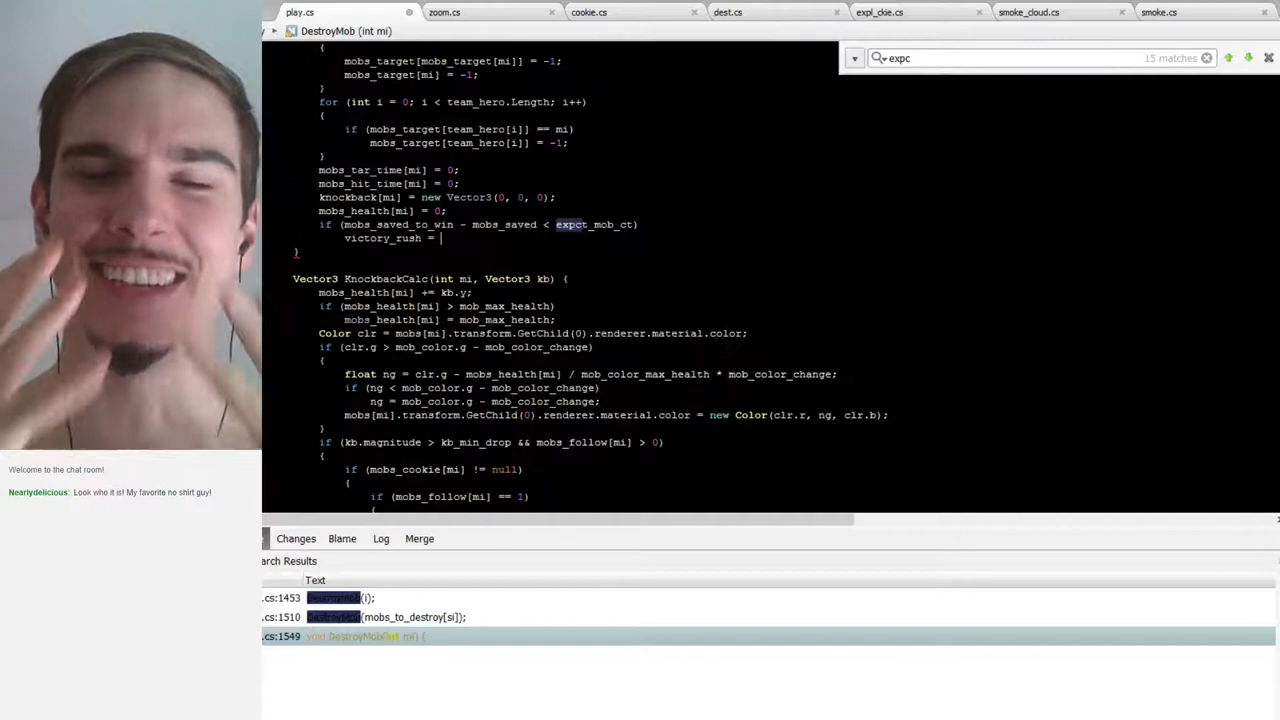 play.cs
zoom.cs
cookie.cs
dest.cs
expl_ckie.cs
smoke_cloud.cs
smoke.cs
DestroyMob (int mi)
expc
15 matches
{
mobs_target[mobs_target[mi]] = -1;
mobs_target[mi] = -1;
}
for (int i = 0; i < team_hero.Length; i++)
{
if (mobs_target[team_hero[i]] == mi)
mobs_target[team_hero[i]] = -1;
}
mobs_tar_time[mi] = 0;
mobs_hit_time[mi] = 0;
knockback[mi] = new Vector3(0, 0, 0);
mobs_health[mi] = 0;
if (mobs_saved_to_win - mobs_saved < expct_mob_ct)
victory_rush =
}
Vector3 KnockbackCalc(int mi, Vector3 kb) {
mobs_health[mi] += kb.y;
if (mobs_health[mi] > mob_max_health)
mobs_health[mi] = mob_max_health;
Color clr = mobs[mi].transform.GetChild(0).renderer.material.color;
if (clr.g > mob_color.g - mob_color_change)
{
float ng = clr.g - mobs_health[mi] / mob_color_max_health * mob_color_change;
if (ng < mob_color.g - mob_color_change)
ng = mob_color.g - mob_color_change;
mobs[mi].transform.GetChild(0).renderer.material.color = new Color(clr.r, ng, clr.b);
}
if (kb.magnitude > kb_min_drop && mobs_follow[mi] > 0)
{
if (mobs_cookie[mi] != null)
{
if (mobs_follow[mi] == 1)
{
Welcome to the chat room!
Nearlydelicious: Look who it is! My favorite no shirt guy!
Changes
Blame
Log
Merge
arch Results
Text
.cs:1453 DestroyMob(i);
.cs:1510 DestroyMob(mobs_to_destroy[si]);
.cs:1549 void DestroyMob(int mi) {